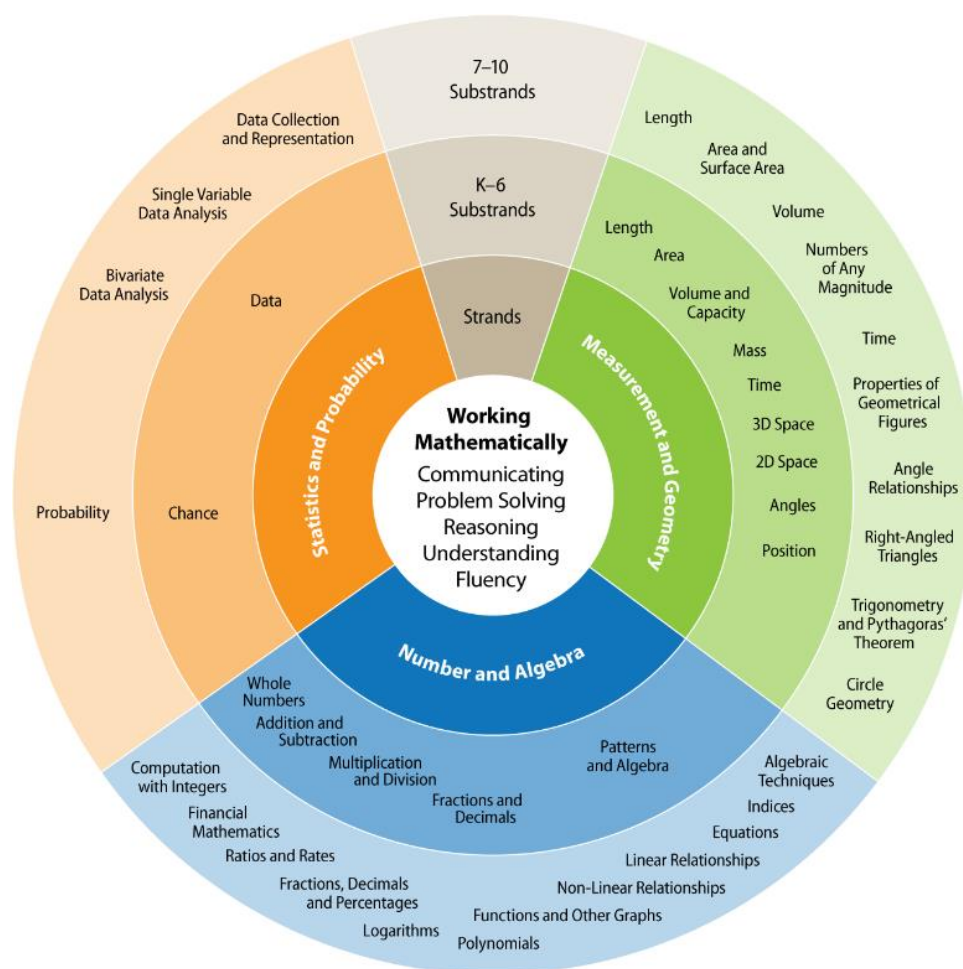 7–10
Substrands
K–6
Substrands
Strands
Working
Mathematically
Communicating
Problem Solving
Reasoning
Understanding
Fluency
Statistics and Probability
Data
Chance
Data Collection
and Representation
Single Variable
Data Analysis
Bivariate
Data Analysis
Probability
Measurement and Geometry
Length
Area
Volume and
Capacity
Mass
Time
3D Space
2D Space
Angles
Position
Length
Area and
Surface Area
Volume
Numbers
of Any
Magnitude
Time
Properties of
Geometrical
Figures
Angle
Relationships
Right-Angled
Triangles
Trigonometry
and Pythagoras’
Theorem
Circle
Geometry
Number and Algebra
Whole
Numbers
Addition and
Subtraction
Multiplication
and Division
Fractions and
Decimals
Patterns
and Algebra
Computation
with Integers
Financial
Mathematics
Ratios and Rates
Fractions, Decimals
and Percentages
Logarithms
Polynomials
Functions and Other Graphs
Non-Linear Relationships
Linear Relationships
Equations
Indices
Algebraic
Techniques